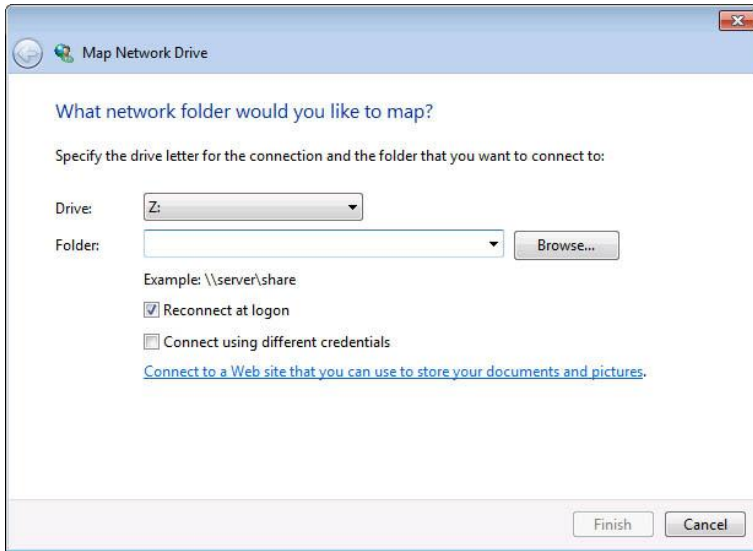 Map Network Drive
What network folder would you like to map?
Specify the drive letter for the connection and the folder that you want to connect to:
Drive: Z:
Folder: Browse...
Example: \\server\share
Reconnect at logon
Connect using different credentials
Connect to a Web site that you can use to store your documents and pictures.
Finish Cancel